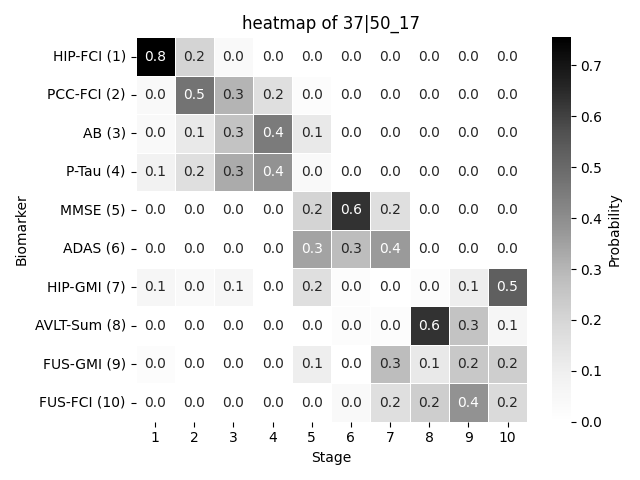 heatmap of 37|50_17
HIP-FCI (1) 0.8 0.2 0.0 0.0 0.0 0.0 0.0 0.0 0.0 0.0
PCC-FCI (2) 0.0 0.5 0.3 0.2 0.0 0.0 0.0 0.0 0.0 0.0
AB (3) 0.0 0.1 0.3 0.4 0.1 0.0 0.0 0.0 0.0 0.0
P-Tau (4) 0.1 0.2 0.3 0.4 0.0 0.0 0.0 0.0 0.0 0.0
MMSE (5) 0.0 0.0 0.0 0.0 0.2 0.6 0.2 0.0 0.0 0.0
ADAS (6) 0.0 0.0 0.0 0.0 0.3 0.3 0.4 0.0 0.0 0.0
HIP-GMI (7) 0.1 0.0 0.1 0.0 0.2 0.0 0.0 0.0 0.1 0.5
AVLT-Sum (8) 0.0 0.0 0.0 0.0 0.0 0.0 0.0 0.6 0.3 0.1
FUS-GMI (9) 0.0 0.0 0.0 0.0 0.1 0.0 0.3 0.1 0.2 0.2
FUS-FCI (10) 0.0 0.0 0.0 0.0 0.0 0.0 0.2 0.2 0.4 0.2
1 2 3 4 5 6 7 8 9 10
Stage
Biomarker
0.7
0.6
0.5
0.4
0.3
0.2
0.1
0.0
Probability